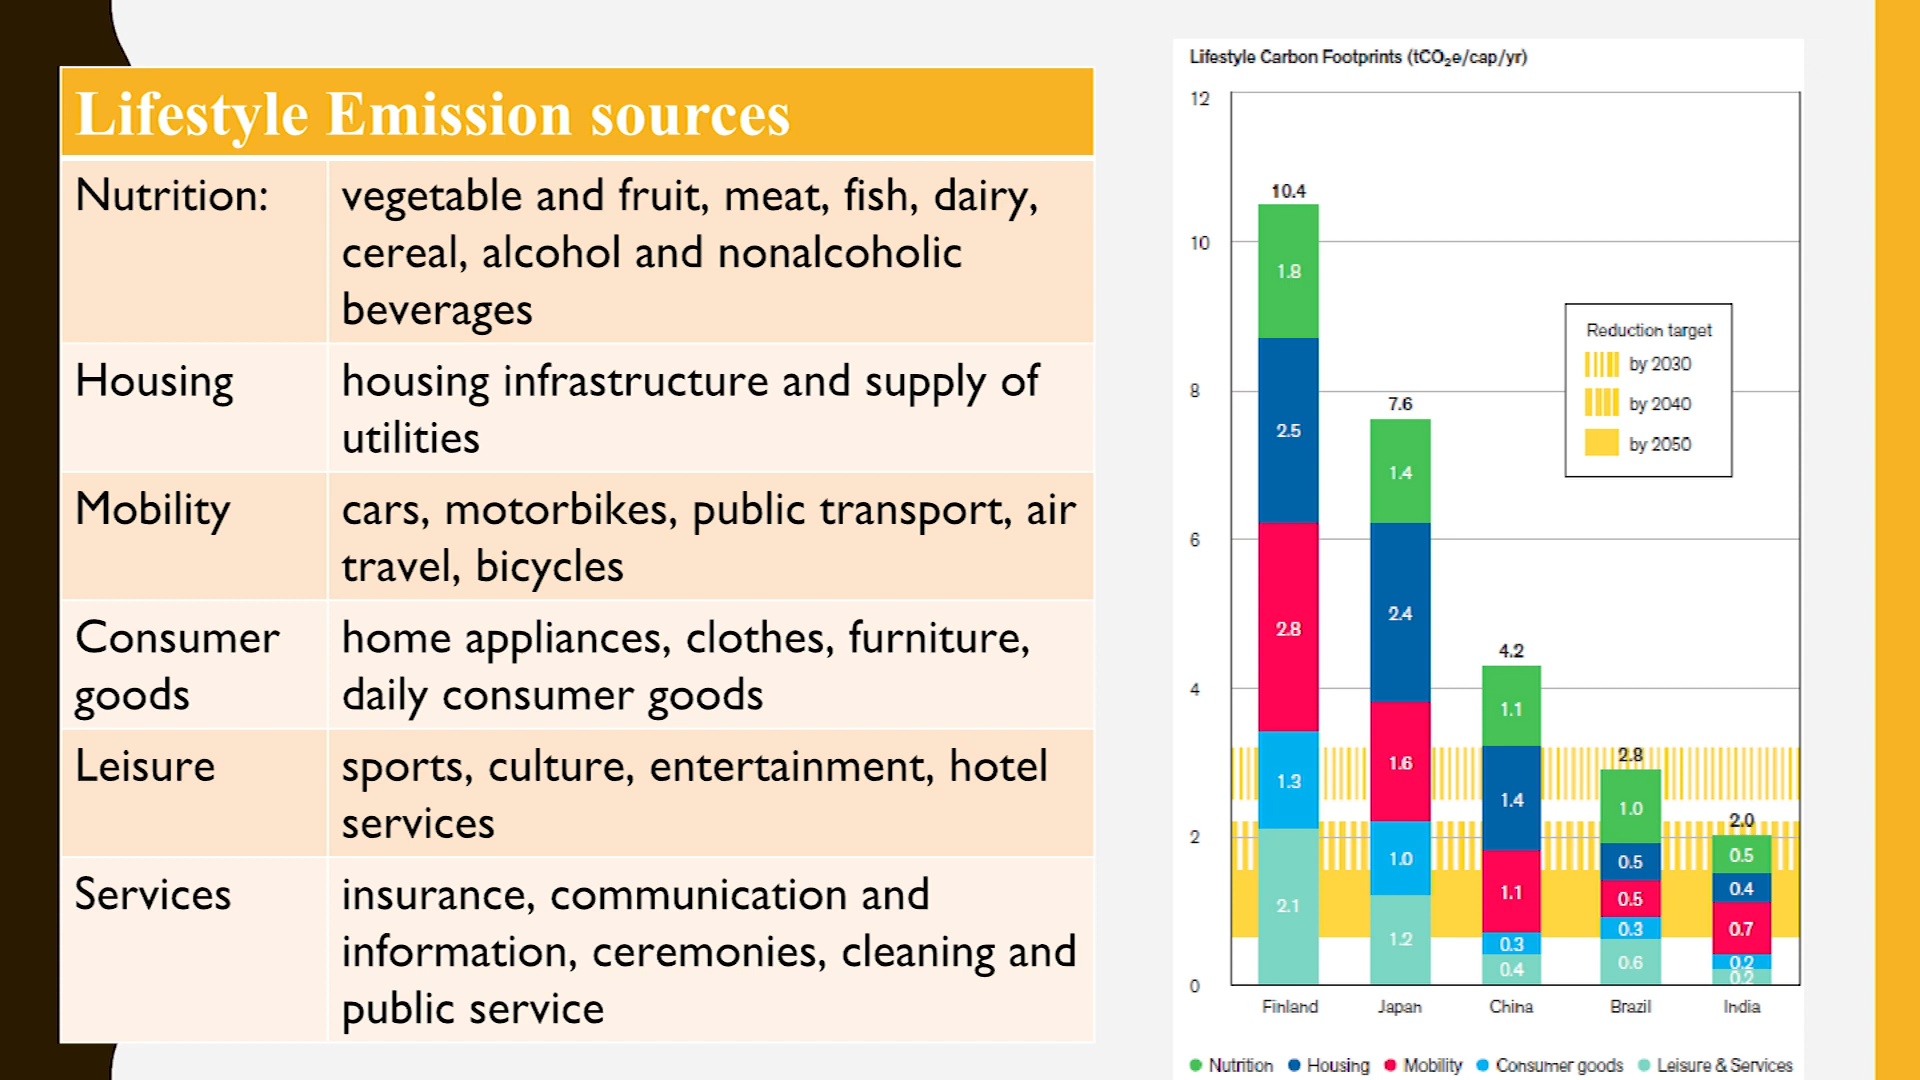 Lifestyle Emission sources
Nutrition:
vegetable and fruit, meat, fish, dairy,
cereal, alcohol and nonalcoholic
beverages
Housing
housing infrastructure and supply of
utilities
Mobility
cars, motorbikes, public transport, air
travel, bicycles
Consumer
goods
home appliances, clothes, furniture,
daily consumer goods
Leisure
sports, culture, entertainment, hotel
services
Services
insurance, communication and
information, ceremonies, cleaning and
public service
Lifestyle Carbon Footprints (tCO₂e/cap/yr)
12
10
8
6
4
2
0
10.4
1.8
2.5
2.8
1.3
2.1
7.6
1.4
2.4
1.6
1.0
1.2
4.2
1.1
1.4
1.1
0.3
0.4
2.8
1.0
0.5
0.5
0.3
0.6
2.0
0.5
0.4
0.7
0.2
0.2
Reduction target
by 2030
by 2040
by 2050
Finland Japan China Brazil India
Nutrition Housing Mobility Consumer goods Leisure & Services